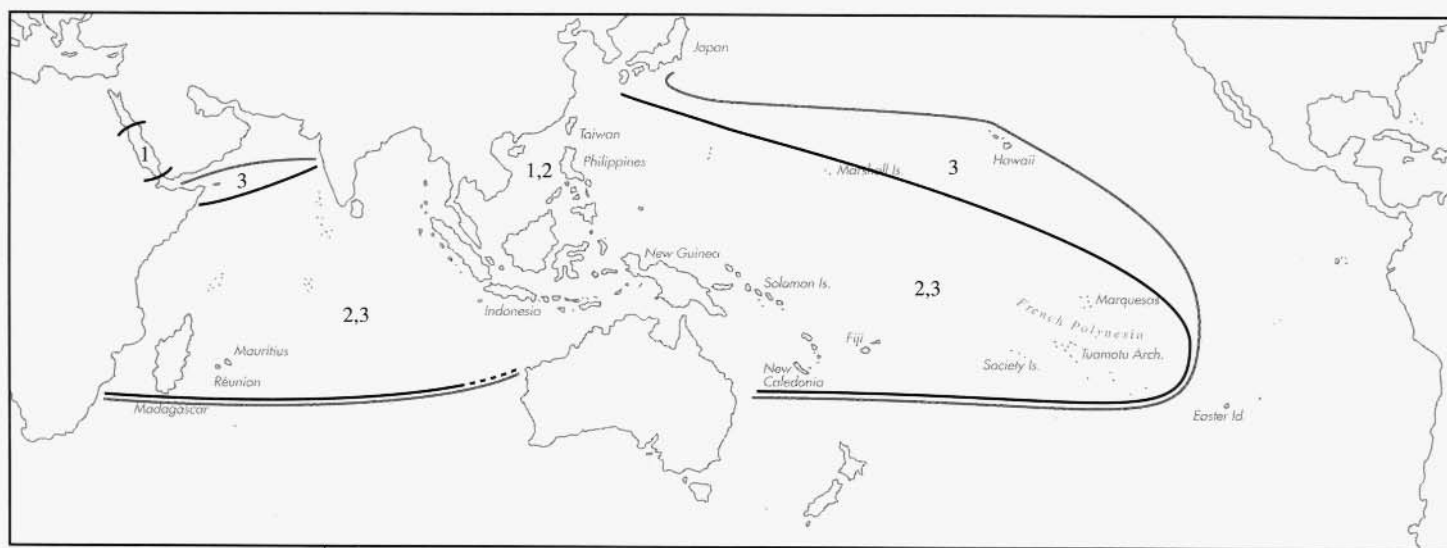 Japan
Taiwan
1
Hawaii
Philippines
3
1,2
Marshall Is.
3
New Guinea
Solomon Is.
2,3
Marquesas
Indonesia
2,3
French Polynesia
Fiji
Mauritius
Tuamotu Arch.
Society Is.
New
Caledonia
Réunion
Madagascar
Easter Id.